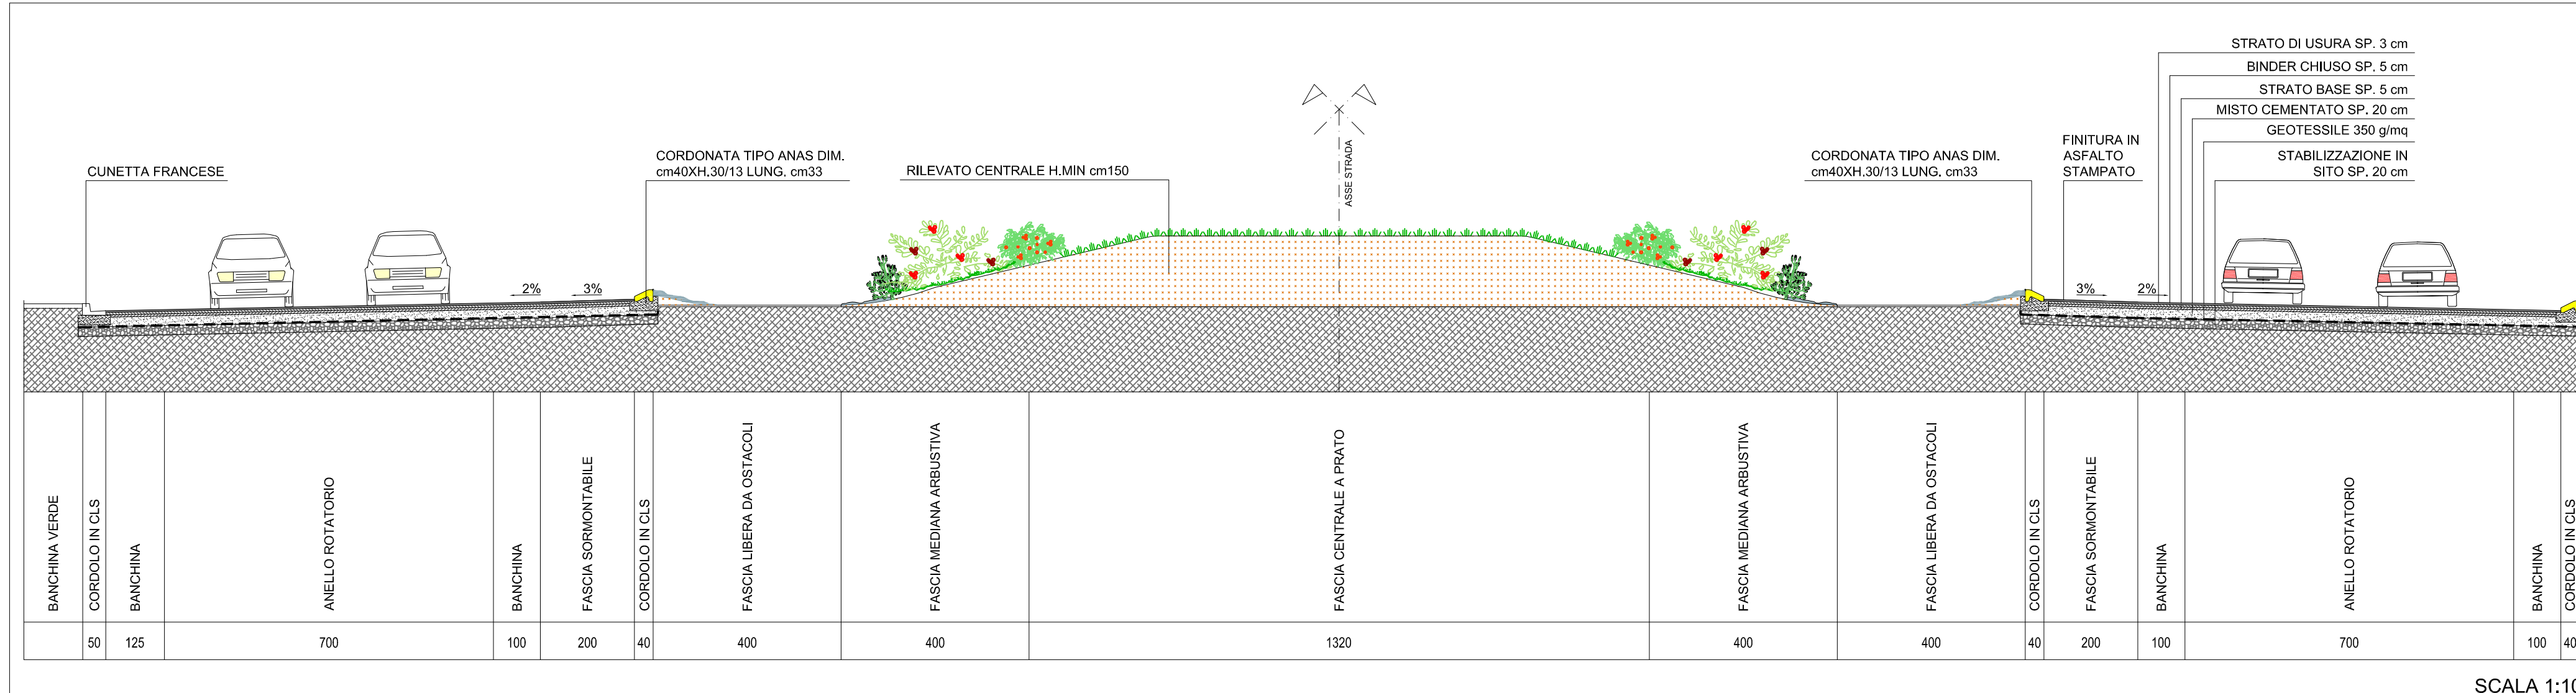 STRATO DI USURA SP. 3 cm
BINDER CHIUSO SP. 5 cm
STRATO BASE SP. 5 cm
MISTO CEMENTATO SP. 20 cm
GEOTESSILE 350 g/mq
STABILIZZAZIONE IN
SITO SP. 20 cm
FINITURA IN
ASFALTO
STAMPATO
CUNETTA FRANCESE
CORDONATA TIPO ANAS DIM.
cm40XH.30/13 LUNG. cm33
RILEVATO CENTRALE H.MIN cm150
ASSE STRADA
CORDONATA TIPO ANAS DIM.
cm40XH.30/13 LUNG. cm33
2%
3%
3%
2%
BANCHINA VERDE
CORDOLO IN CLS
BANCHINA
ANELLO ROTATORIO
BANCHINA
FASCIA SORMONTABILE
CORDOLO IN CLS
FASCIA LIBERA DA OSTACOLI
FASCIA MEDIANA ARBUSTIVA
FASCIA CENTRALE A PRATO
FASCIA MEDIANA ARBUSTIVA
FASCIA LIBERA DA OSTACOLI
CORDOLO IN CLS
FASCIA SORMONTABILE
BANCHINA
ANELLO ROTATORIO
BANCHINA
CORDOLO IN CLS
50 125 700 100 200 40 400 400 1320 400 400 40 200 100 700 100 40
SCALA 1:10